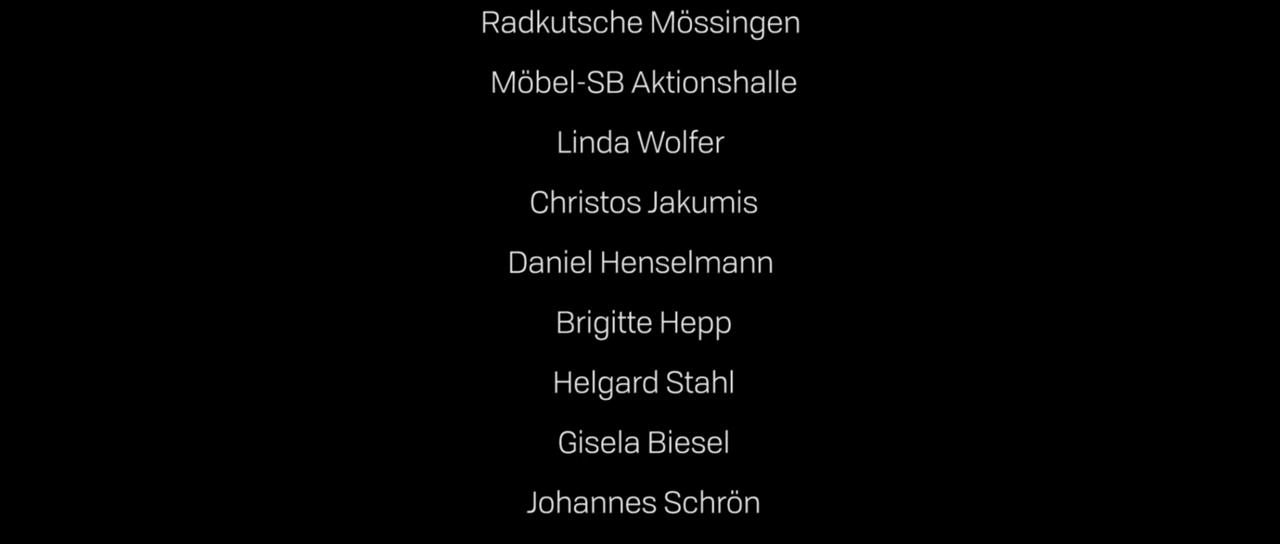 Radkutsche Mössingen
Möbel-SB Aktionshalle
Linda Wolfer
Christos Jakumis
Daniel Henselmann
Brigitte Hepp
Helgard Stahl
Gisela Biesel
Johannes Schrön